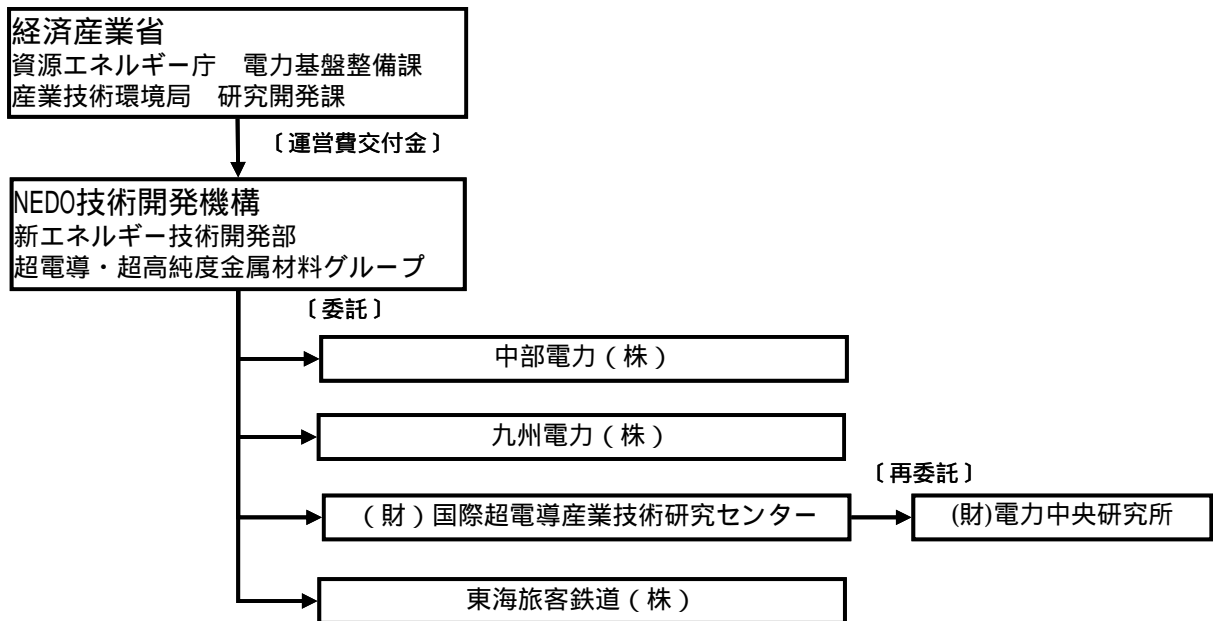 経済産業省
資源エネルギー庁　電力基盤整備課
産業技術環境局　研究開発課
〔運営費交付金〕
NEDO技術開発機構
新エネルギー技術開発部
超電導・超高純度金属材料グループ
〔委託〕
中部電力（株）
九州電力（株）
〔再委託〕
（財）国際超電導産業技術研究センター
(財)電力中央研究所
東海旅客鉄道（株）